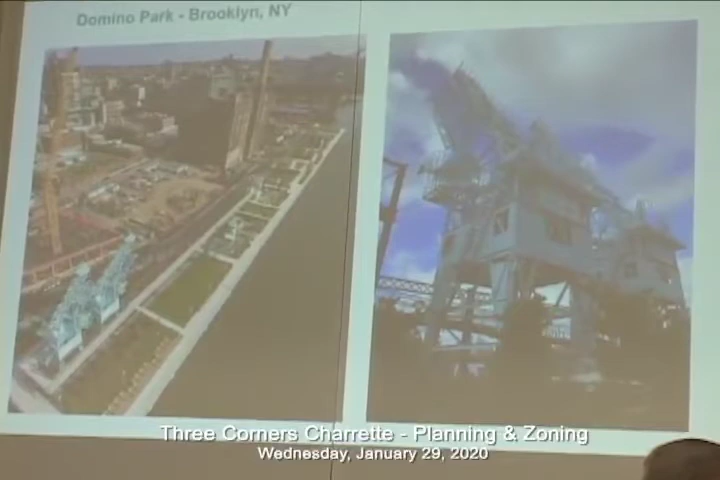 Domino Park - Brooklyn, NY
Three Corners Charrette - Planning & Zoning
Wednesday, January 29, 2020